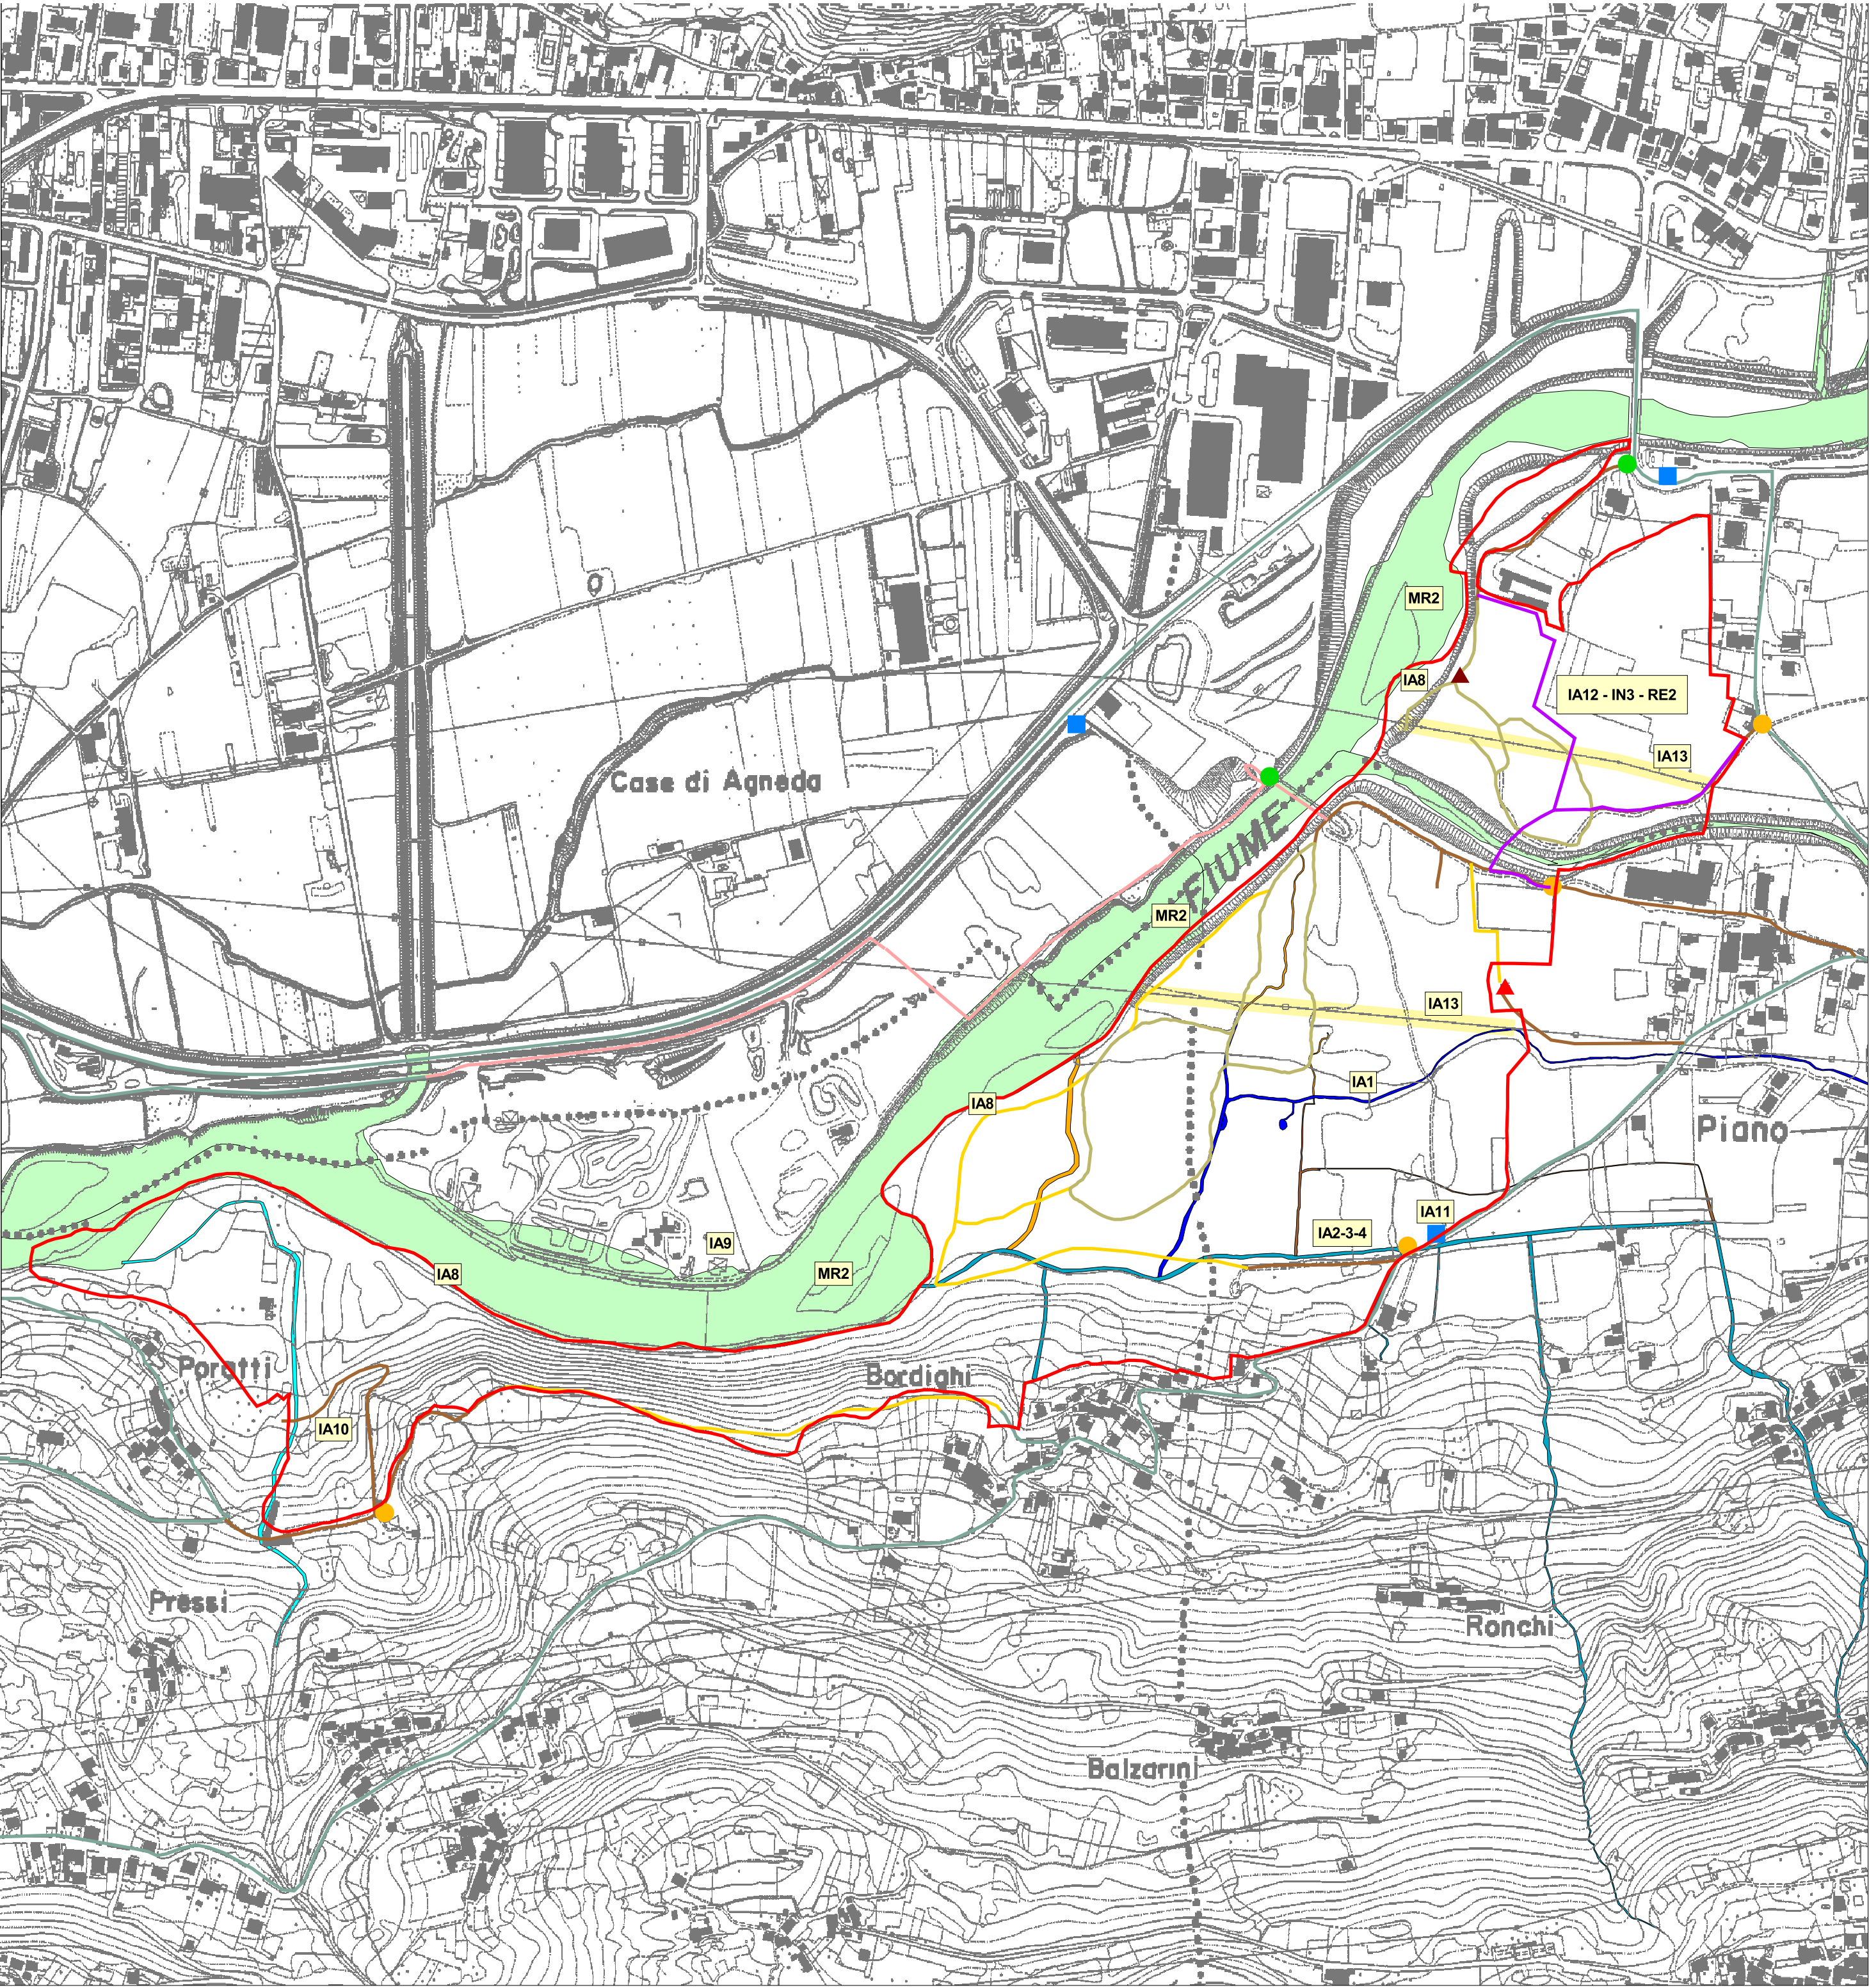 MR2
IA8
IA12 - IN3 - RE2
IA13
Case di Agneda
FIUME
MR2
IA13
IA1
IA8
Piano
IA11
IA2-3-4
IA9
IA8
MR2
Poratti
Bordighi
IA10
Pressi
Ronchi
Balzarini